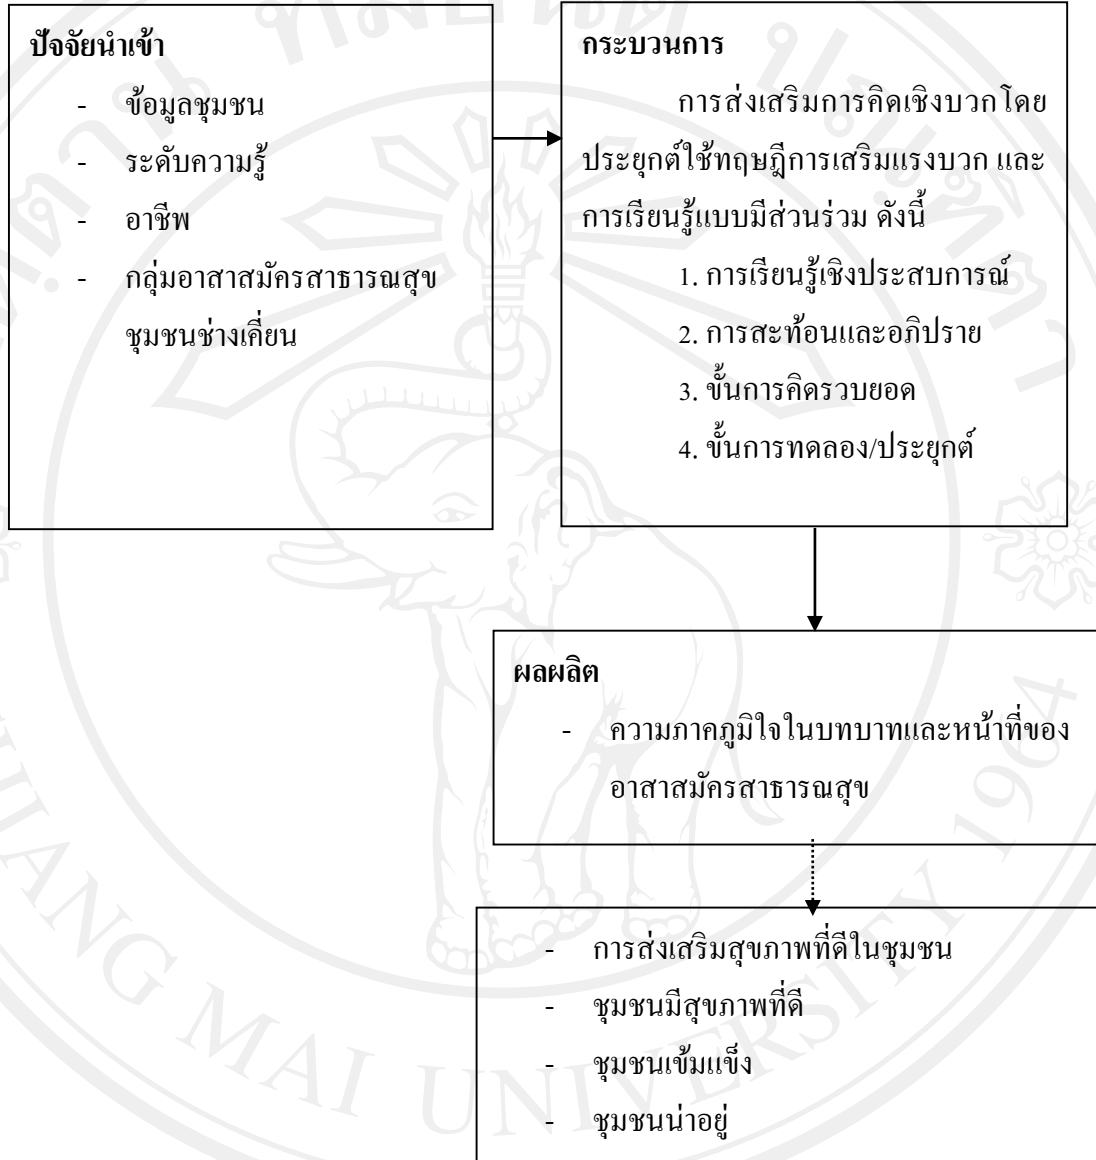 ปัจจัยนำเข้า
- ข้อมูลชุมชน
- ระดับความรู้
- อาชีพ
- กลุ่มอาสาสมัครสาธารณสุข
ชุมชนช่างเคี่ยน
กระบวนการ
การส่งเสริมการคิดเชิงบวกโดย
ประยุกต์ใช้ทฤษฎีการเสริมแรงบวก และ
การเรียนรู้แบบมีส่วนร่วม ดังนี้
1. การเรียนรู้เชิงประสบการณ์
2. การสะท้อนและอภิปราย
3. ขั้นการคิดรวบยอด
4. ขั้นการทดลอง/ประยุกต์
ผลผลิต
- ความภาคภูมิใจในบทบาทและหน้าที่ของ
อาสาสมัครสาธารณสุข
- การส่งเสริมสุขภาพที่ดีในชุมชน
- ชุมชนมีสุขภาพที่ดี
- ชุมชนเข้มแข็ง
- ชุมชนน่าอยู่
MAI UNIVERSITY 1964